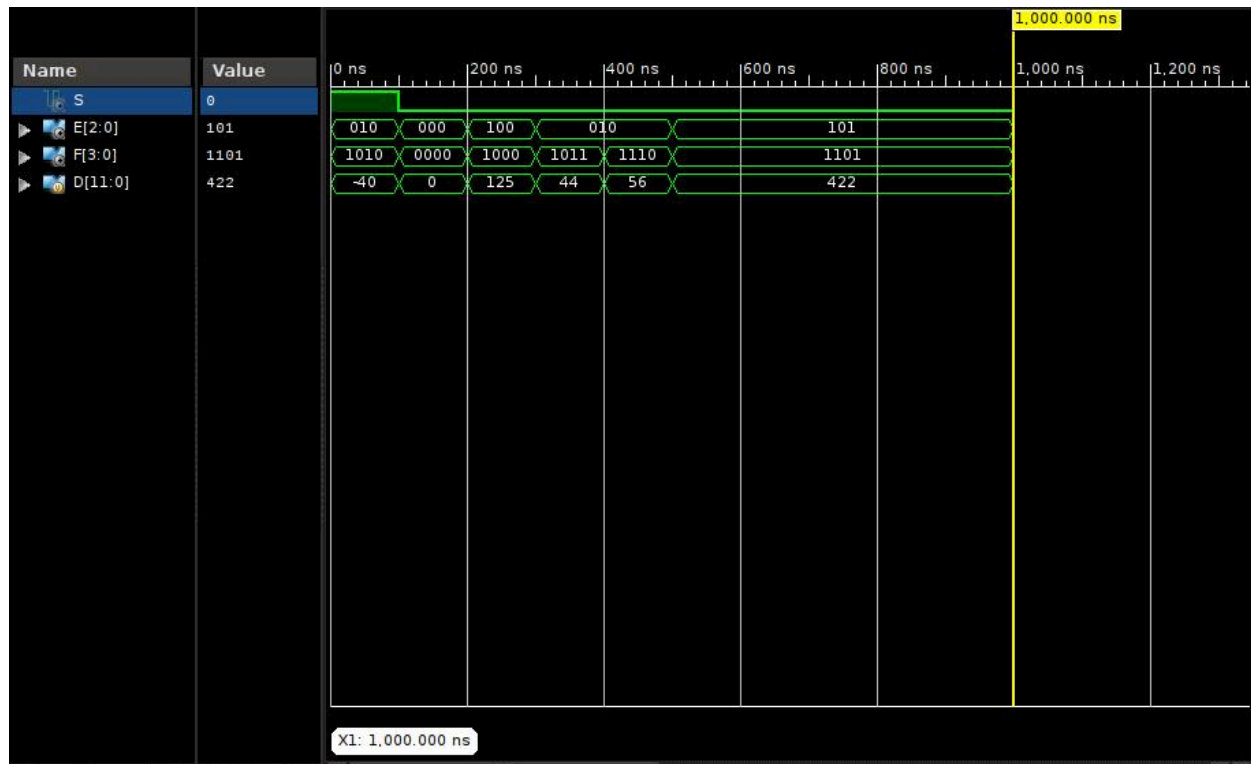 1,000.000 ns
Name Value 0 ns 200 ns 400 ns 600 ns 800 ns 1,000 ns 1,200 ns
S 0
E[2:0] 101 010 000 100 010 101
F[3:0] 1101 1010 0000 1000 1011 1110 1101
D[11:0] 422 -40 0 125 44 56 422
X1: 1,000.000 ns